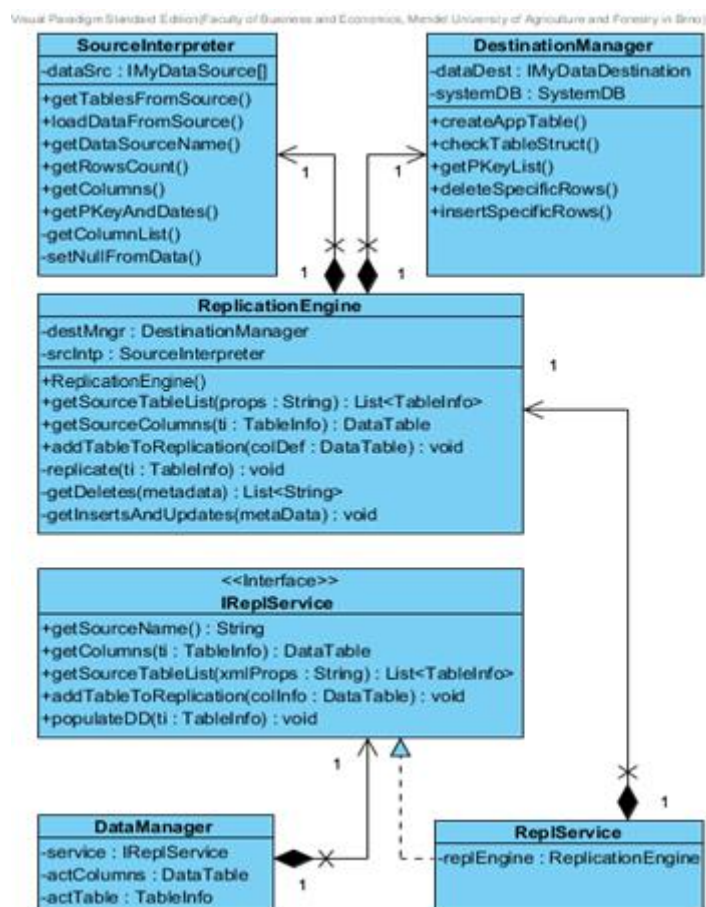 Visual Paradigm Standard Edition(Faculty of Business and Economics, Mendel University of Agriculture and Forestry in Brno)
SourceInterpreter
-dataSrc : IMyDataSource[]
+getTablesFromSource()
+loadDataFromSource()
+getDataSourceName()
+getRowsCount()
+getColumns()
+getPKeyAndDates()
-getColumnList()
-setNullFromData()
DestinationManager
-dataDest : IMyDataDestination
-systemDB : SystemDB
+createAppTable()
+checkTableStruct()
+getPKeyList()
+deleteSpecificRows()
+insertSpecificRows()
1
1
1
1
ReplicationEngine
-destMngr : DestinationManager
-srcIntp : SourceInterpreter
+ReplicationEngine()
+getSourceTableList(props : String) : List<TableInfo>
+getSourceColumns(ti : TableInfo) : DataTable
+addTableToReplication(colDef : DataTable) : void
-replicate(ti : TableInfo) : void
-getDeletes(metadata) : List<String>
-getInsertsAndUpdates(metaData) : void
1
<<Interface>>
IReplService
+getSourceName() : String
+getColumns(ti : TableInfo) : DataTable
+getSourceTableList(xmlProps : String) : List<TableInfo>
+addTableToReplication(colInfo : DataTable) : void
+populateDD(ti : TableInfo) : void
1
1
DataManager
-service : IReplService
-actColumns : DataTable
-actTable : TableInfo
1
ReplService
-replEngine : ReplicationEngine